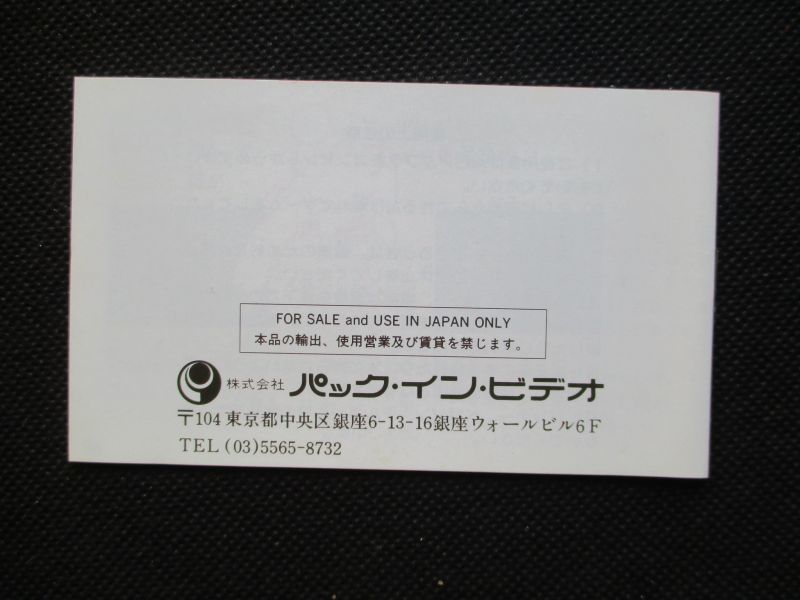 FOR SALE and USE IN JAPAN ONLY
本品の輸出、使用営業及び賃貸を禁じます。
株式会社 パック・イン・ビデオ
〒104 東京都中央区銀座6-13-16銀座ウォールビル6F
TEL (03)5565-8732